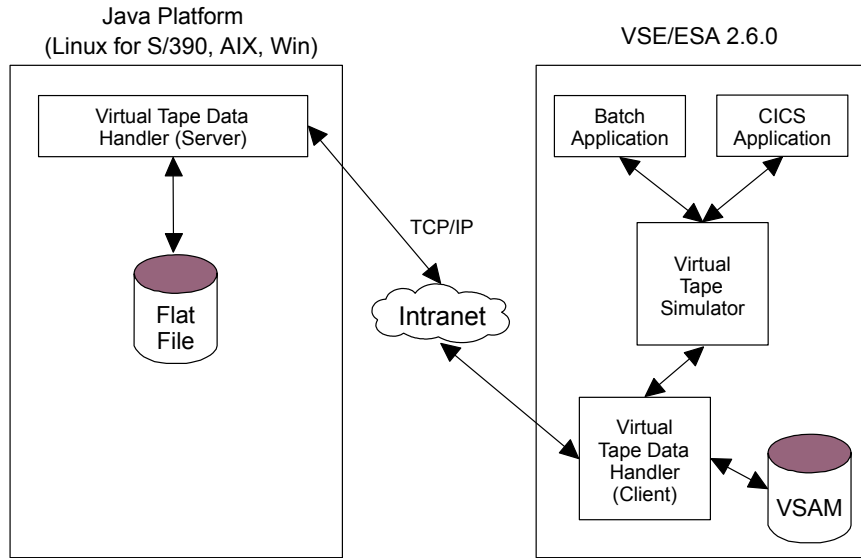 Java Platform
(Linux for S/390, AIX, Win)
Virtual Tape Data
Handler (Server)
Flat
File
TCP/IP
Intranet
VSE/ESA 2.6.0
Batch
Application
CICS
Application
Virtual
Tape
Simulator
Virtual
Tape Data
Handler
(Client)
VSAM